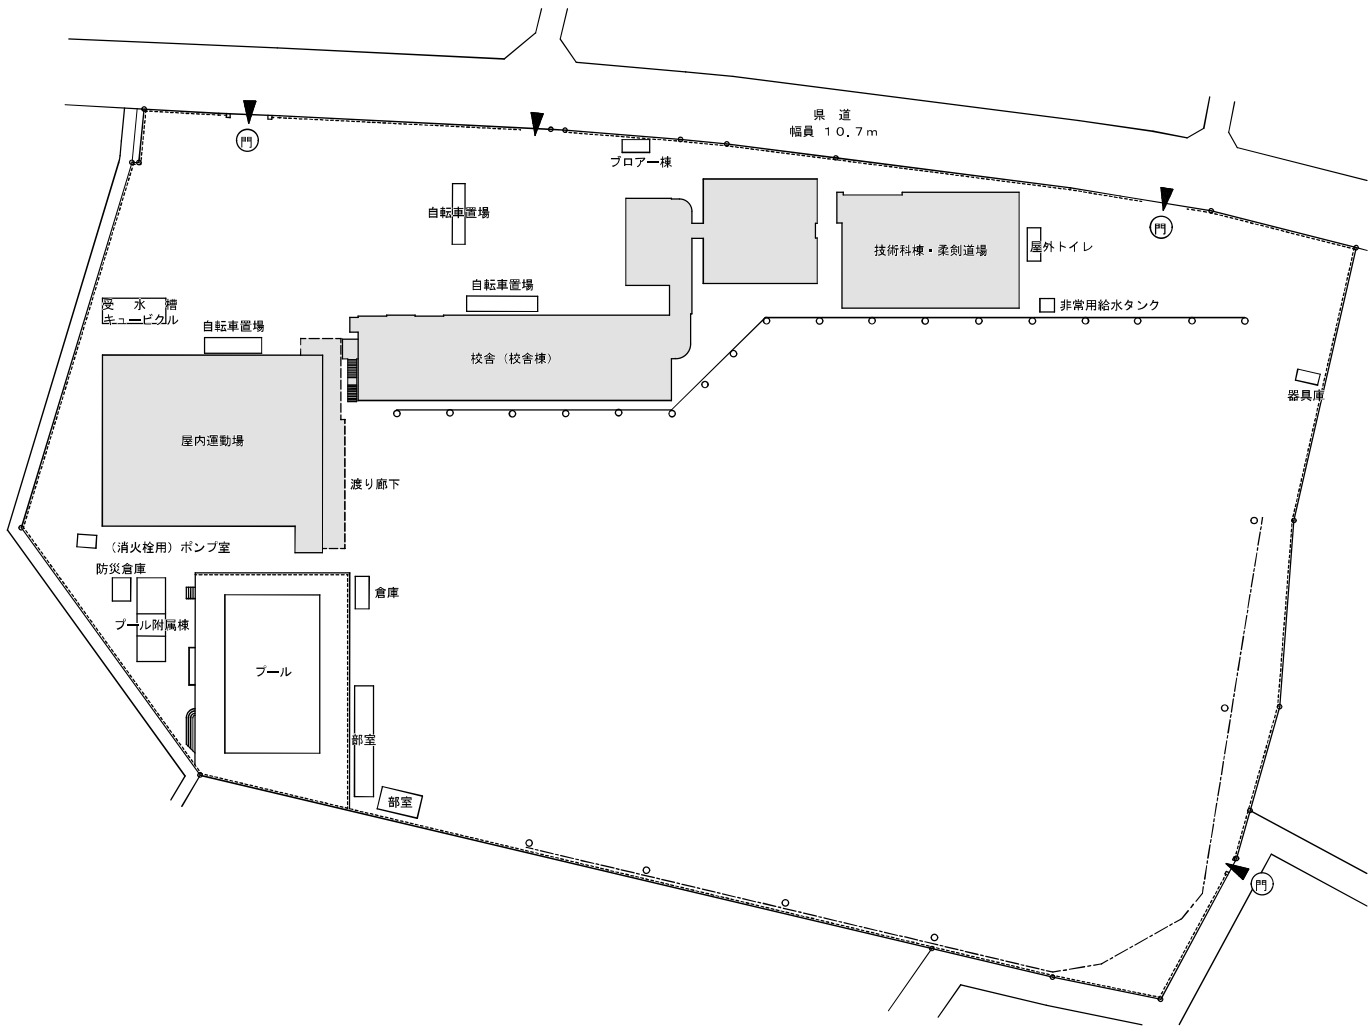 県 道
幅員 10.7m
門
ブロアー棟
自転車置場
門
技術科棟・柔剣道場
屋外トイレ
自転車置場
非常用給水タンク
受 水 槽
キュービクル
自転車置場
校舎（校舎棟）
器具庫
屋内運動場
渡り廊下
（消火栓用）ポンプ室
防災倉庫
倉庫
プール附属棟
プール
部室
部室
門